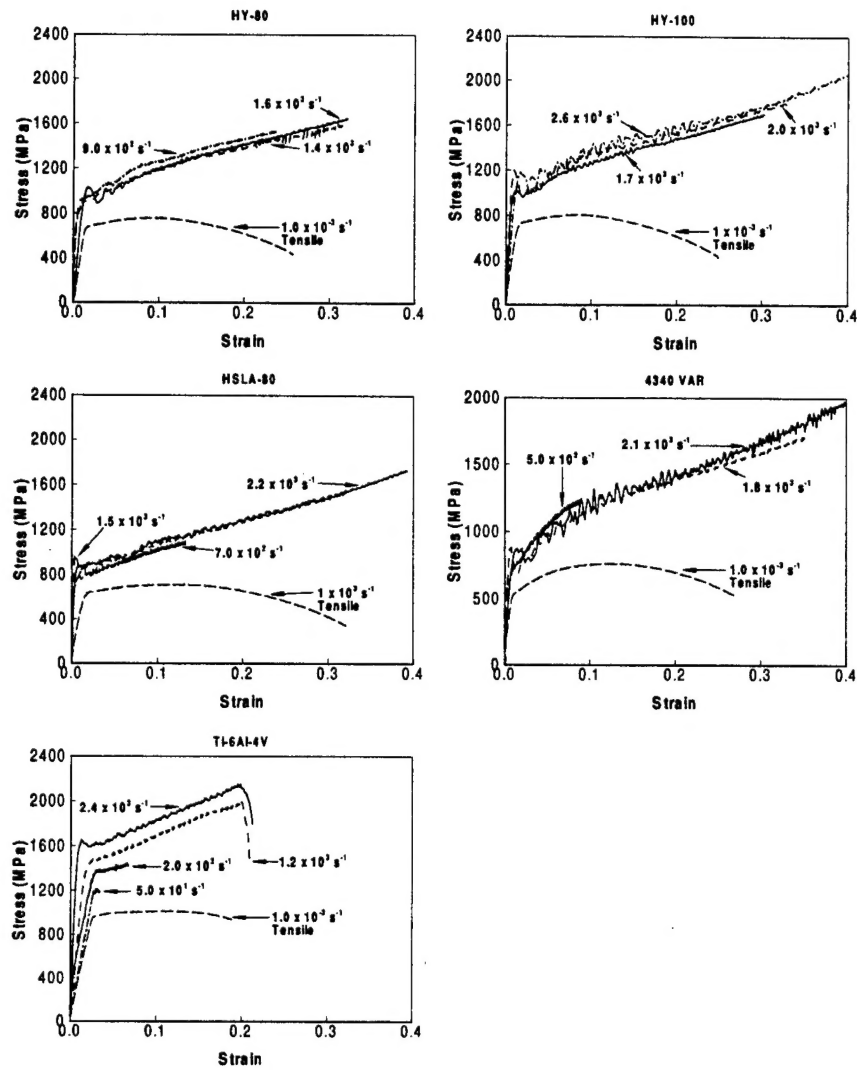 HY-80
2400
2000
1600
1200
800
400
0
Stress (MPa)
1.6 x 10³ s⁻¹
9.0 x 10² s⁻¹
1.4 x 10³ s⁻¹
1.0 x 10⁻³ s⁻¹
Tensile
0.0 0.1 0.2 0.3 0.4
Strain
HY-100
2400
2000
1600
1200
800
400
0
Stress (MPa)
2.6 x 10³ s⁻¹
2.0 x 10³ s⁻¹
1.7 x 10³ s⁻¹
1 x 10⁻³ s⁻¹
Tensile
0.0 0.1 0.2 0.3 0.4
Strain
HSLA-80
2400
2000
1600
1200
800
400
0
Stress (MPa)
2.2 x 10³ s⁻¹
1.5 x 10³ s⁻¹
7.0 x 10² s⁻¹
1 x 10⁻³ s⁻¹
Tensile
0.0 0.1 0.2 0.3 0.4
Strain
4340 VAR
2000
1500
1000
500
0
Stress (MPa)
2.1 x 10³ s⁻¹
5.0 x 10² s⁻¹
1.8 x 10³ s⁻¹
1.0 x 10⁻³ s⁻¹
Tensile
0.0 0.1 0.2 0.3 0.4
Strain
Ti-6Al-4V
2400
2000
1600
1200
800
400
0
Stress (MPa)
2.4 x 10³ s⁻¹
2.0 x 10² s⁻¹
1.2 x 10³ s⁻¹
5.0 x 10¹ s⁻¹
1.0 x 10⁻³ s⁻¹
Tensile
0.0 0.1 0.2 0.3 0.4
Strain